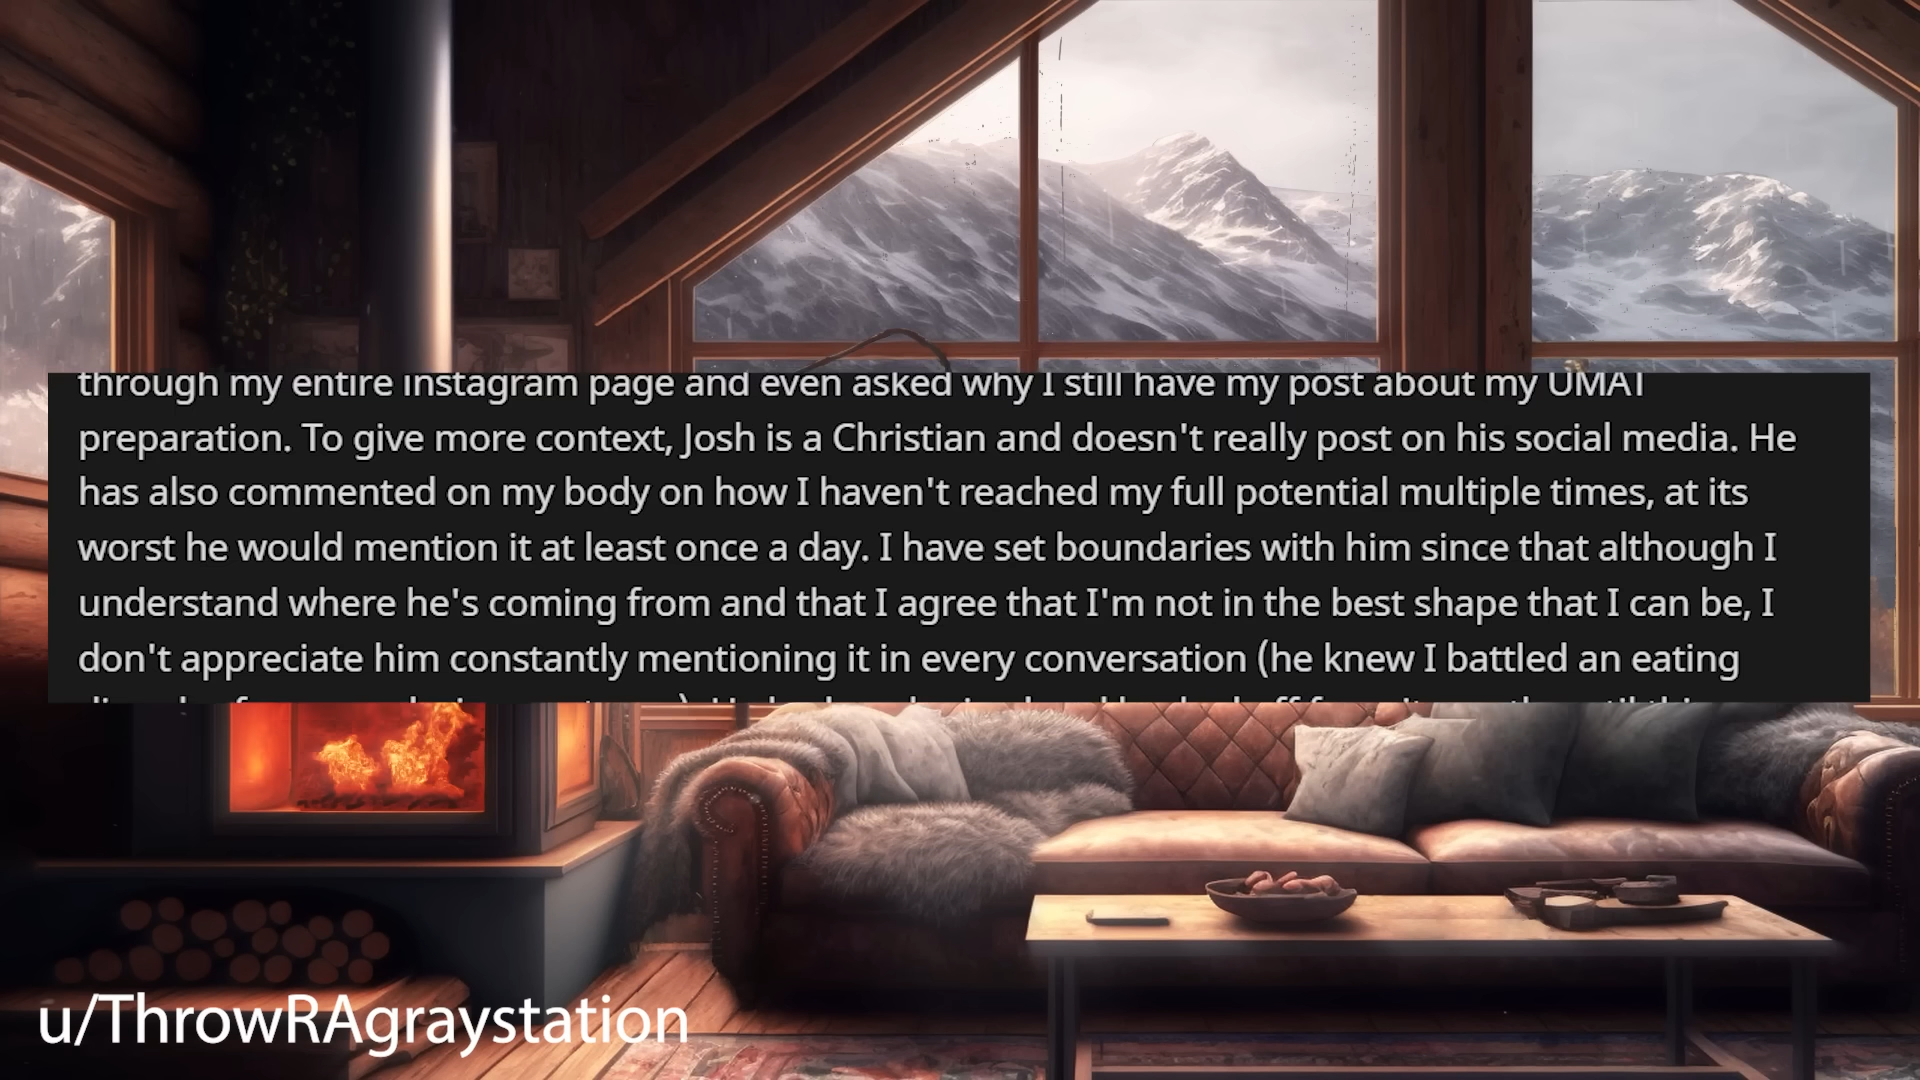 through my entire instagram page and even asked why I still have my post about my UMAT
preparation. To give more context, Josh is a Christian and doesn't really post on his social media. He
has also commented on my body on how I haven't reached my full potential multiple times, at its
worst he would mention it at least once a day. I have set boundaries with him since that although I
understand where he's coming from and that I agree that I'm not in the best shape that I can be, I
don't appreciate him constantly mentioning it in every conversation (he knew I battled an eating
u/ThrowRAgraystation